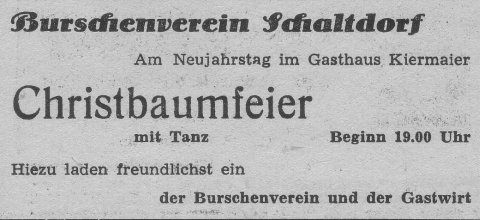 Burschenverein Schaltdorf
Am Neujahrstag im Gasthaus Kiermaier
Christbaumfeier
mit Tanz Beginn 19.00 Uhr
Hiezu laden freundlichst ein
der Burschenverein und der Gastwirt